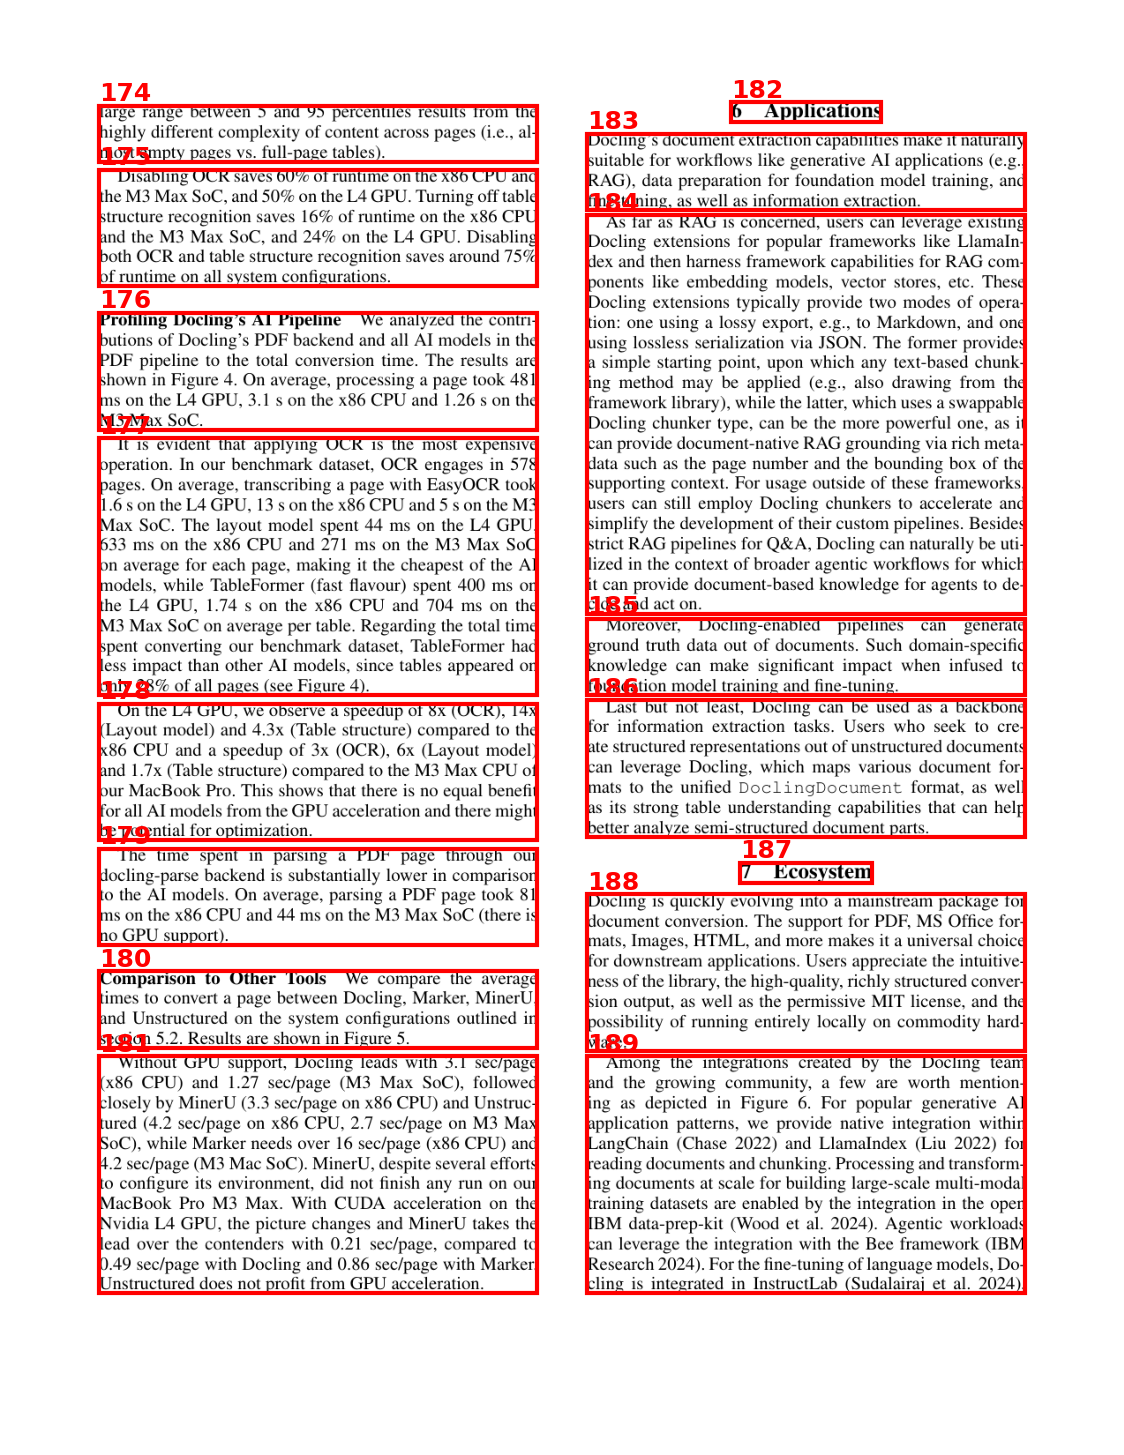 174
large range between 5 and 95 percentiles results from the
highly different complexity of content across pages (i.e., al-
most empty pages vs. full-page tables).
175
Disabling OCR saves 60% of runtime on the x86 CPU and
the M3 Max SoC, and 50% on the L4 GPU. Turning off table
structure recognition saves 16% of runtime on the x86 CPU
and the M3 Max SoC, and 24% on the L4 GPU. Disabling
both OCR and table structure recognition saves around 75%
of runtime on all system configurations.
176
Profiling Docling's AI Pipeline We analyzed the contri-
butions of Docling's PDF backend and all AI models in the
PDF pipeline to the total conversion time. The results are
shown in Figure 4. On average, processing a page took 481
ms on the L4 GPU, 3.1 s on the x86 CPU and 1.26 s on the
M3 Max SoC.
177
It is evident that applying OCR is the most expensive
operation. In our benchmark dataset, OCR engages in 578
pages. On average, transcribing a page with EasyOCR took
1.6 s on the L4 GPU, 13 s on the x86 CPU and 5 s on the M3
Max SoC. The layout model spent 44 ms on the L4 GPU,
633 ms on the x86 CPU and 271 ms on the M3 Max SoC
on average for each page, making it the cheapest of the AI
models, while TableFormer (fast flavour) spent 400 ms on
the L4 GPU, 1.74 s on the x86 CPU and 704 ms on the
M3 Max SoC on average per table. Regarding the total time
spent converting our benchmark dataset, TableFormer had
less impact than other AI models, since tables appeared on
only 28% of all pages (see Figure 4).
178
On the L4 GPU, we observe a speedup of 8x (OCR), 14x
(Layout model) and 4.3x (Table structure) compared to the
x86 CPU and a speedup of 3x (OCR), 6x (Layout model)
and 1.7x (Table structure) compared to the M3 Max CPU of
our MacBook Pro. This shows that there is no equal benefit
for all AI models from the GPU acceleration and there might
be potential for optimization.
179
The time spent in parsing a PDF page through our
docling-parse backend is substantially lower in comparison
to the AI models. On average, parsing a PDF page took 81
ms on the x86 CPU and 44 ms on the M3 Max SoC (there is
no GPU support).
180
Comparison to Other Tools We compare the average
times to convert a page between Docling, Marker, MinerU,
and Unstructured on the system configurations outlined in
section 5.2. Results are shown in Figure 5.
181
Without GPU support, Docling leads with 3.1 sec/page
(x86 CPU) and 1.27 sec/page (M3 Max SoC), followed
closely by MinerU (3.3 sec/page on x86 CPU) and Unstruc-
tured (4.2 sec/page on x86 CPU, 2.7 sec/page on M3 Max
SoC), while Marker needs over 16 sec/page (x86 CPU) and
4.2 sec/page (M3 Mac SoC). MinerU, despite several efforts
to configure its environment, did not finish any run on our
MacBook Pro M3 Max. With CUDA acceleration on the
Nvidia L4 GPU, the picture changes and MinerU takes the
lead over the contenders with 0.21 sec/page, compared to
0.49 sec/page with Docling and 0.86 sec/page with Marker.
Unstructured does not profit from GPU acceleration.
182
6 Applications
183
Docling's document extraction capabilities make it naturally
suitable for workflows like generative AI applications (e.g.,
RAG), data preparation for foundation model training, and
fine-tuning, as well as information extraction.
184
As far as RAG is concerned, users can leverage existing
Docling extensions for popular frameworks like LlamaIn-
dex and then harness framework capabilities for RAG com-
ponents like embedding models, vector stores, etc. These
Docling extensions typically provide two modes of opera-
tion: one using a lossy export, e.g., to Markdown, and one
using lossless serialization via JSON. The former provides
a simple starting point, upon which any text-based chunk-
ing method may be applied (e.g., also drawing from the
framework library), while the latter, which uses a swappable
Docling chunker type, can be the more powerful one, as it
can provide document-native RAG grounding via rich meta-
data such as the page number and the bounding box of the
supporting context. For usage outside of these frameworks,
users can still employ Docling chunkers to accelerate and
simplify the development of their custom pipelines. Besides
strict RAG pipelines for Q&A, Docling can naturally be uti-
lized in the context of broader agentic workflows for which
it can provide document-based knowledge for agents to de-
cide and act on.
185
Moreover, Docling-enabled pipelines can generate
ground truth data out of documents. Such domain-specific
knowledge can make significant impact when infused to
foundation model training and fine-tuning.
186
Last but not least, Docling can be used as a backbone
for information extraction tasks. Users who seek to cre-
ate structured representations out of unstructured documents
can leverage Docling, which maps various document for-
mats to the unified DoclingDocument format, as well
as its strong table understanding capabilities that can help
better analyze semi-structured document parts.
187
7 Ecosystem
188
Docling is quickly evolving into a mainstream package for
document conversion. The support for PDF, MS Office for-
mats, Images, HTML, and more makes it a universal choice
for downstream applications. Users appreciate the intuitive-
ness of the library, the high-quality, richly structured conver-
sion output, as well as the permissive MIT license, and the
possibility of running entirely locally on commodity hard-
ware.
189
Among the integrations created by the Docling team
and the growing community, a few are worth mention-
ing as depicted in Figure 6. For popular generative AI
application patterns, we provide native integration within
LangChain (Chase 2022) and LlamaIndex (Liu 2022) for
reading documents and chunking. Processing and transform-
ing documents at scale for building large-scale multi-modal
training datasets are enabled by the integration in the open
IBM data-prep-kit (Wood et al. 2024). Agentic workloads
can leverage the integration with the Bee framework (IBM
Research 2024). For the fine-tuning of language models, Do-
cling is integrated in InstructLab (Sudalairaj et al. 2024),